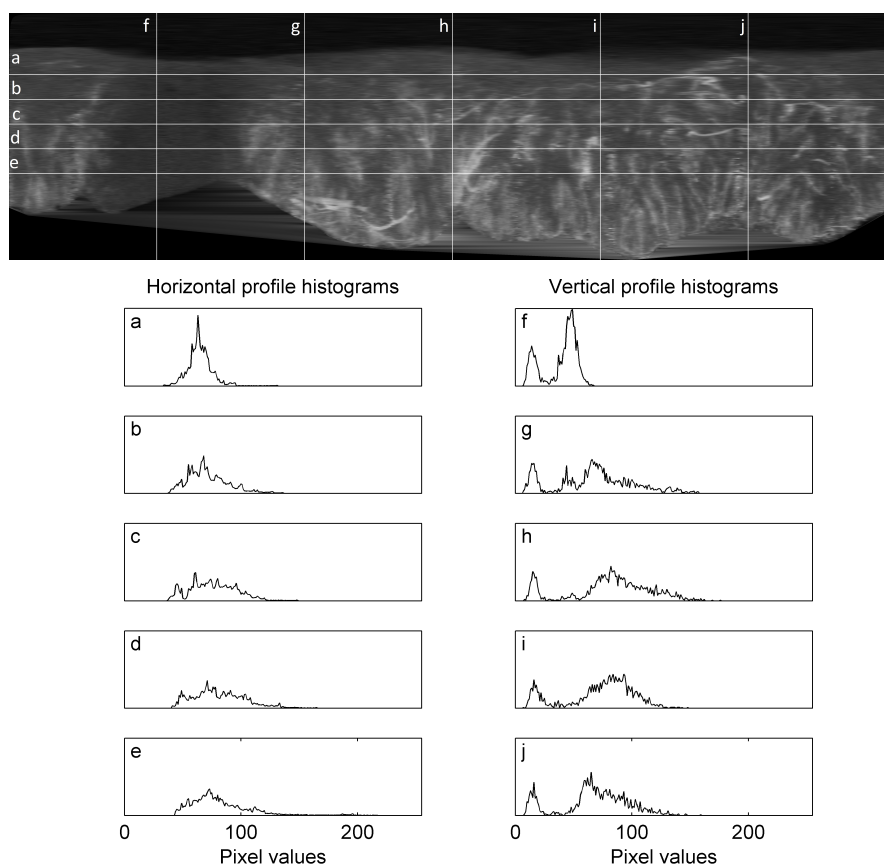 f g h i j
a
b
c
d
e
Horizontal profile histograms Vertical profile histograms
a f
b g
c h
d i
e j
0 100 200 0 100 200
Pixel values Pixel values